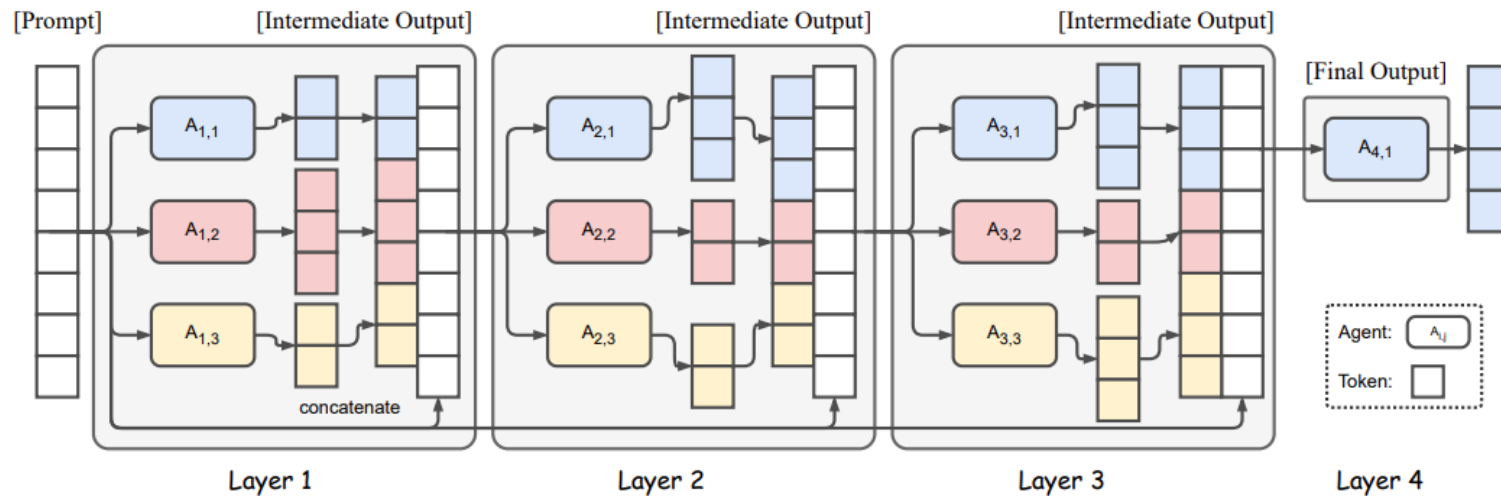 [Prompt]
[Intermediate Output]
[Intermediate Output]
[Intermediate Output]
[Final Output]
A1,1
A1,2
A1,3
concatenate
A2,1
A2,2
A2,3
A3,1
A3,2
A3,3
A4,1
Agent: Ai,j
Token:
Layer 1
Layer 2
Layer 3
Layer 4